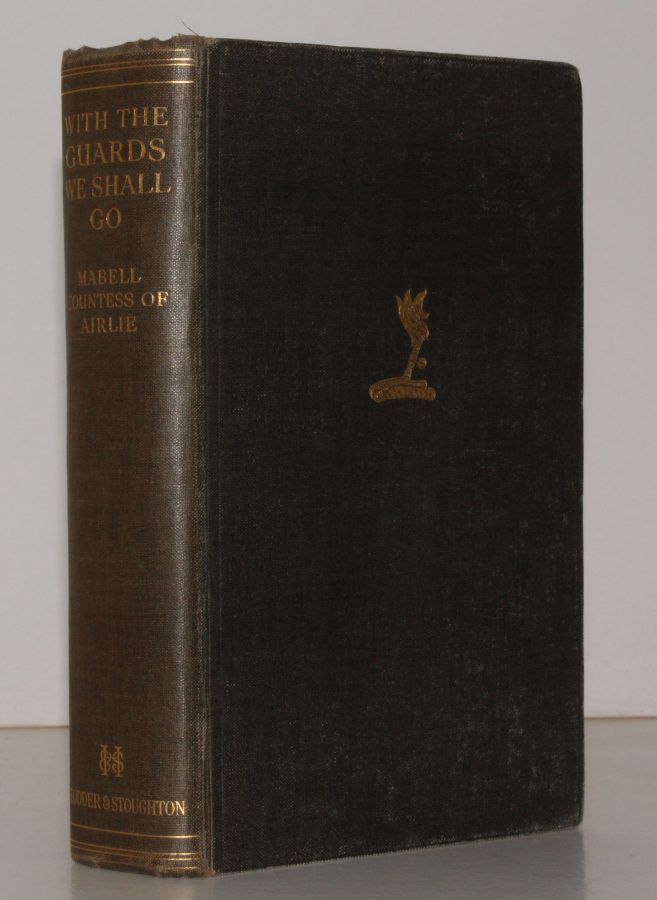 WITH THE
GUARDS
WE SHALL
GO
MABELL
COUNTESS OF
AIRLIE
H&S
HODDER & STOUGHTON